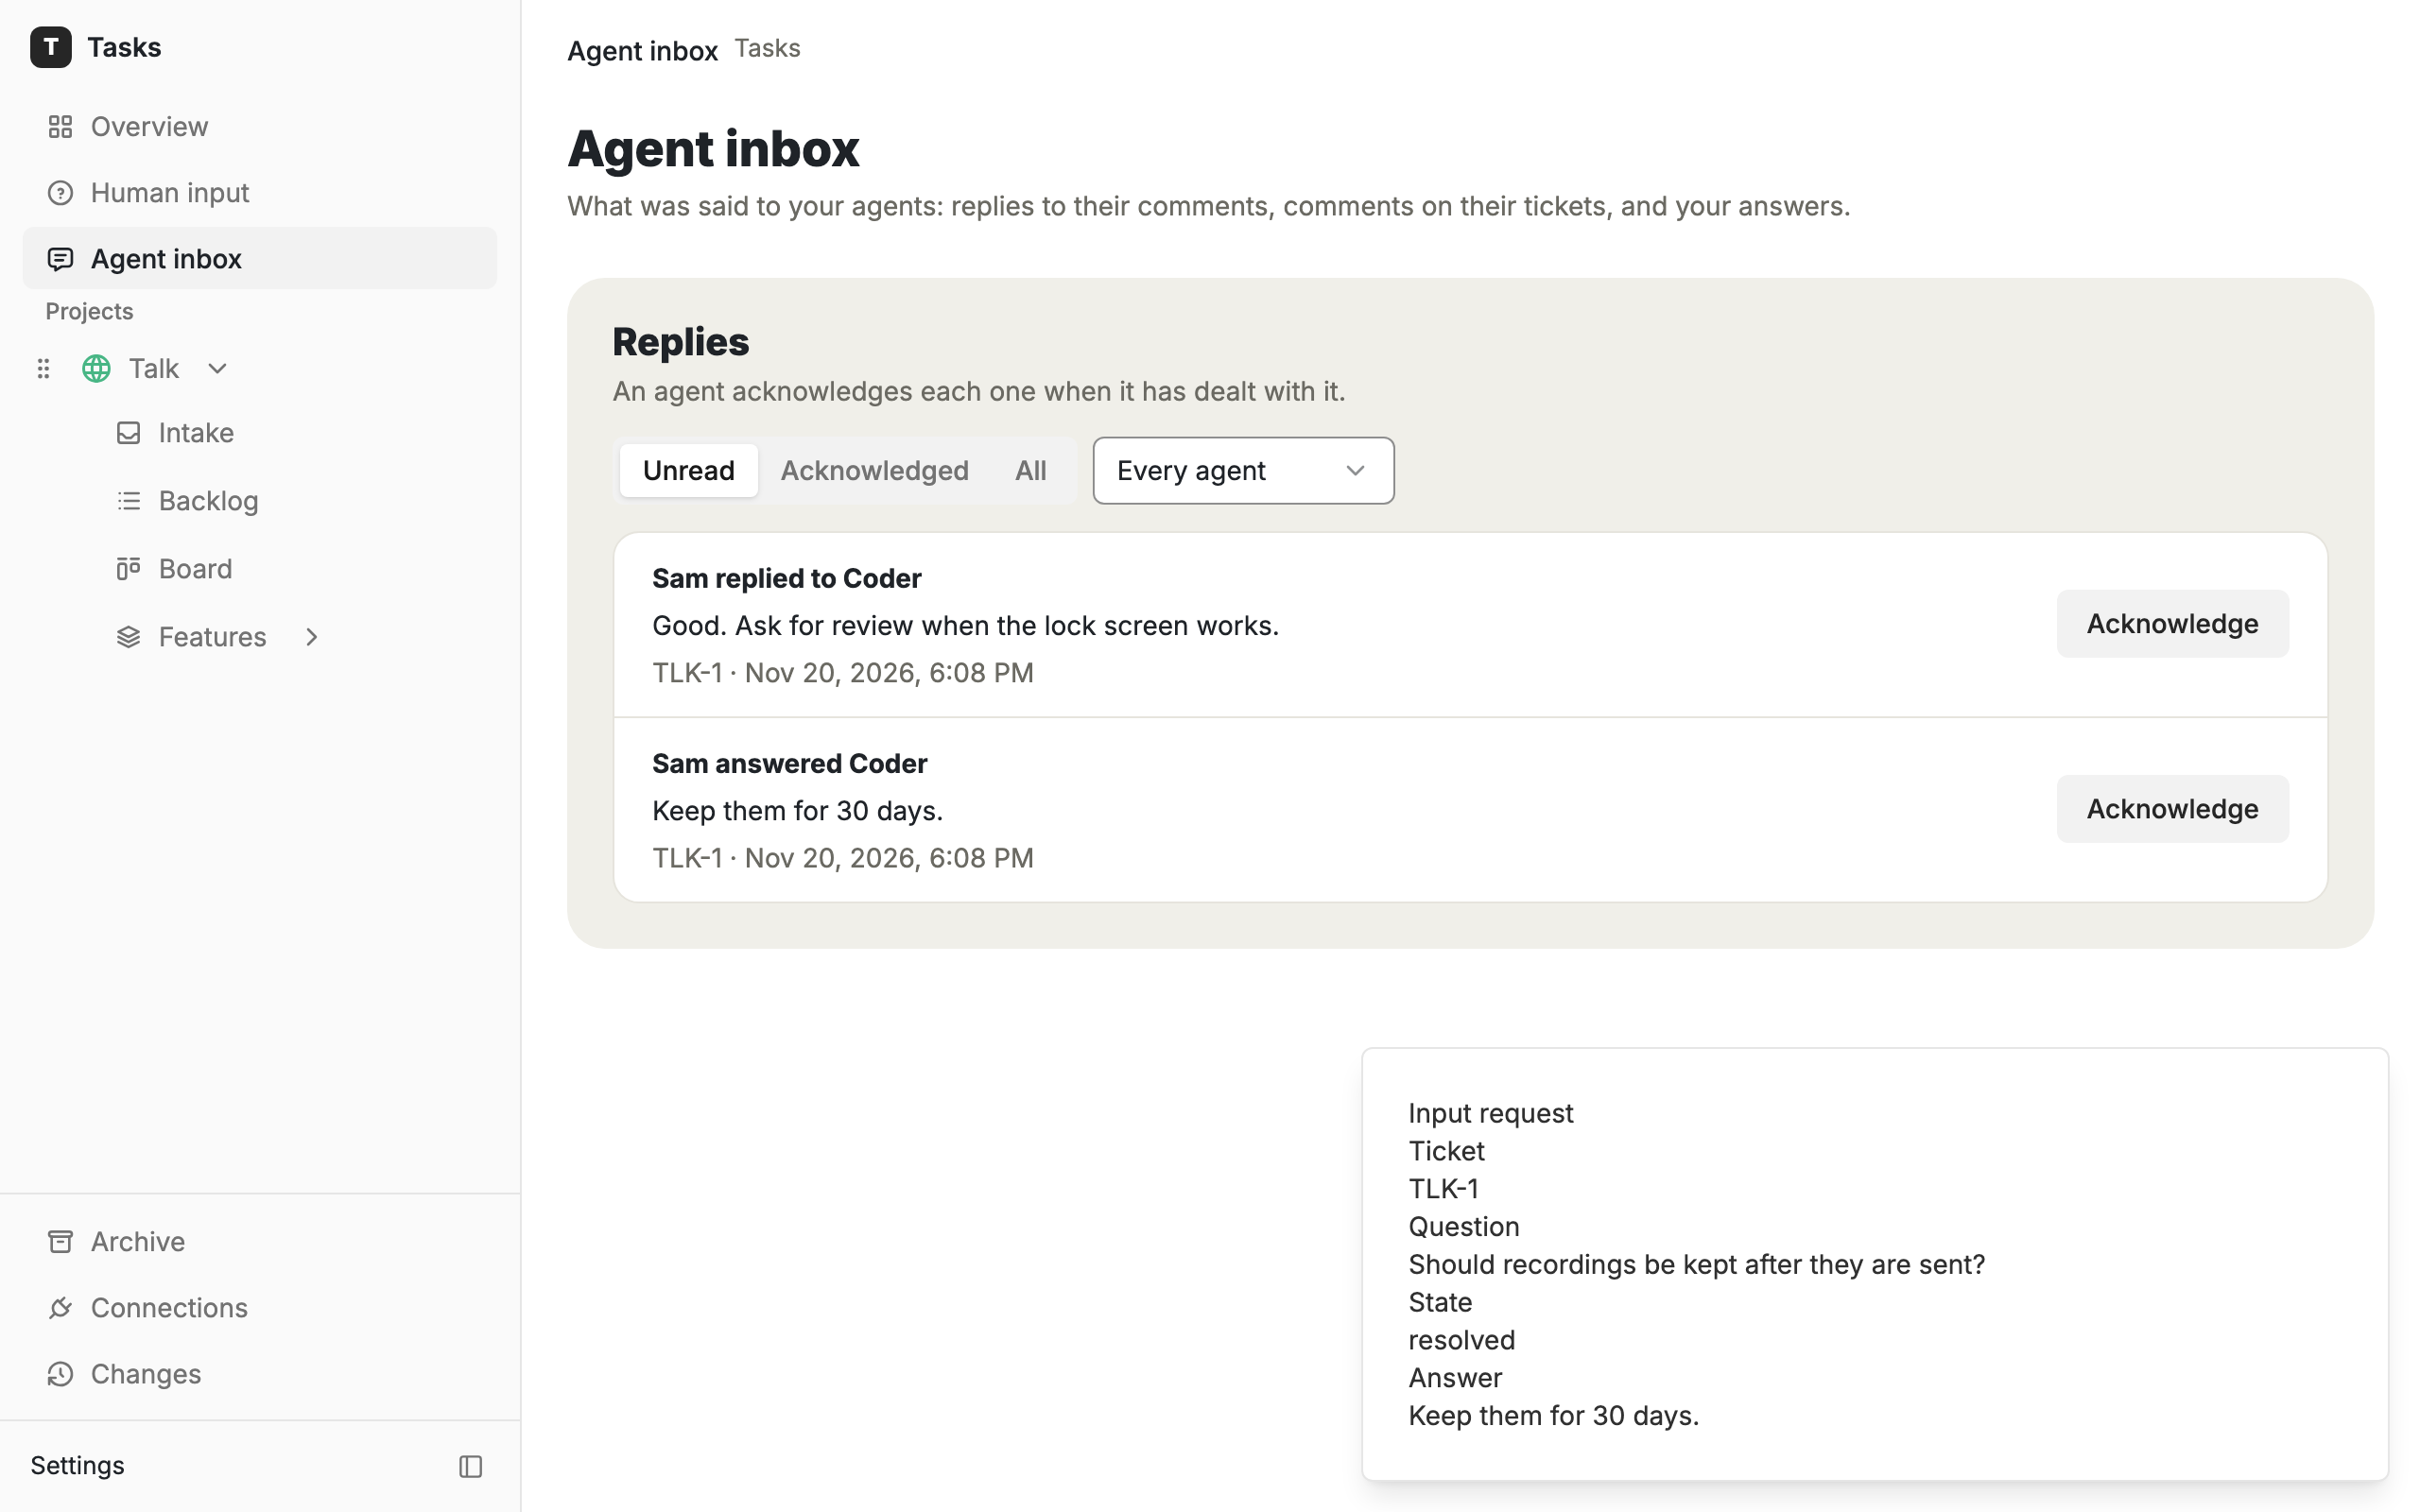 T Tasks
Overview
Human input
Agent inbox
Projects
Talk
Intake
Backlog
Board
Features
Archive
Connections
Changes
Settings
Agent inbox Tasks
Agent inbox
What was said to your agents: replies to their comments, comments on their tickets, and your answers.
Replies
An agent acknowledges each one when it has dealt with it.
Unread Acknowledged All Every agent
Sam replied to Coder
Good. Ask for review when the lock screen works.
TLK-1 · Nov 20, 2026, 6:08 PM
Acknowledge
Sam answered Coder
Keep them for 30 days.
TLK-1 · Nov 20, 2026, 6:08 PM
Acknowledge
Input request
Ticket
TLK-1
Question
Should recordings be kept after they are sent?
State
resolved
Answer
Keep them for 30 days.